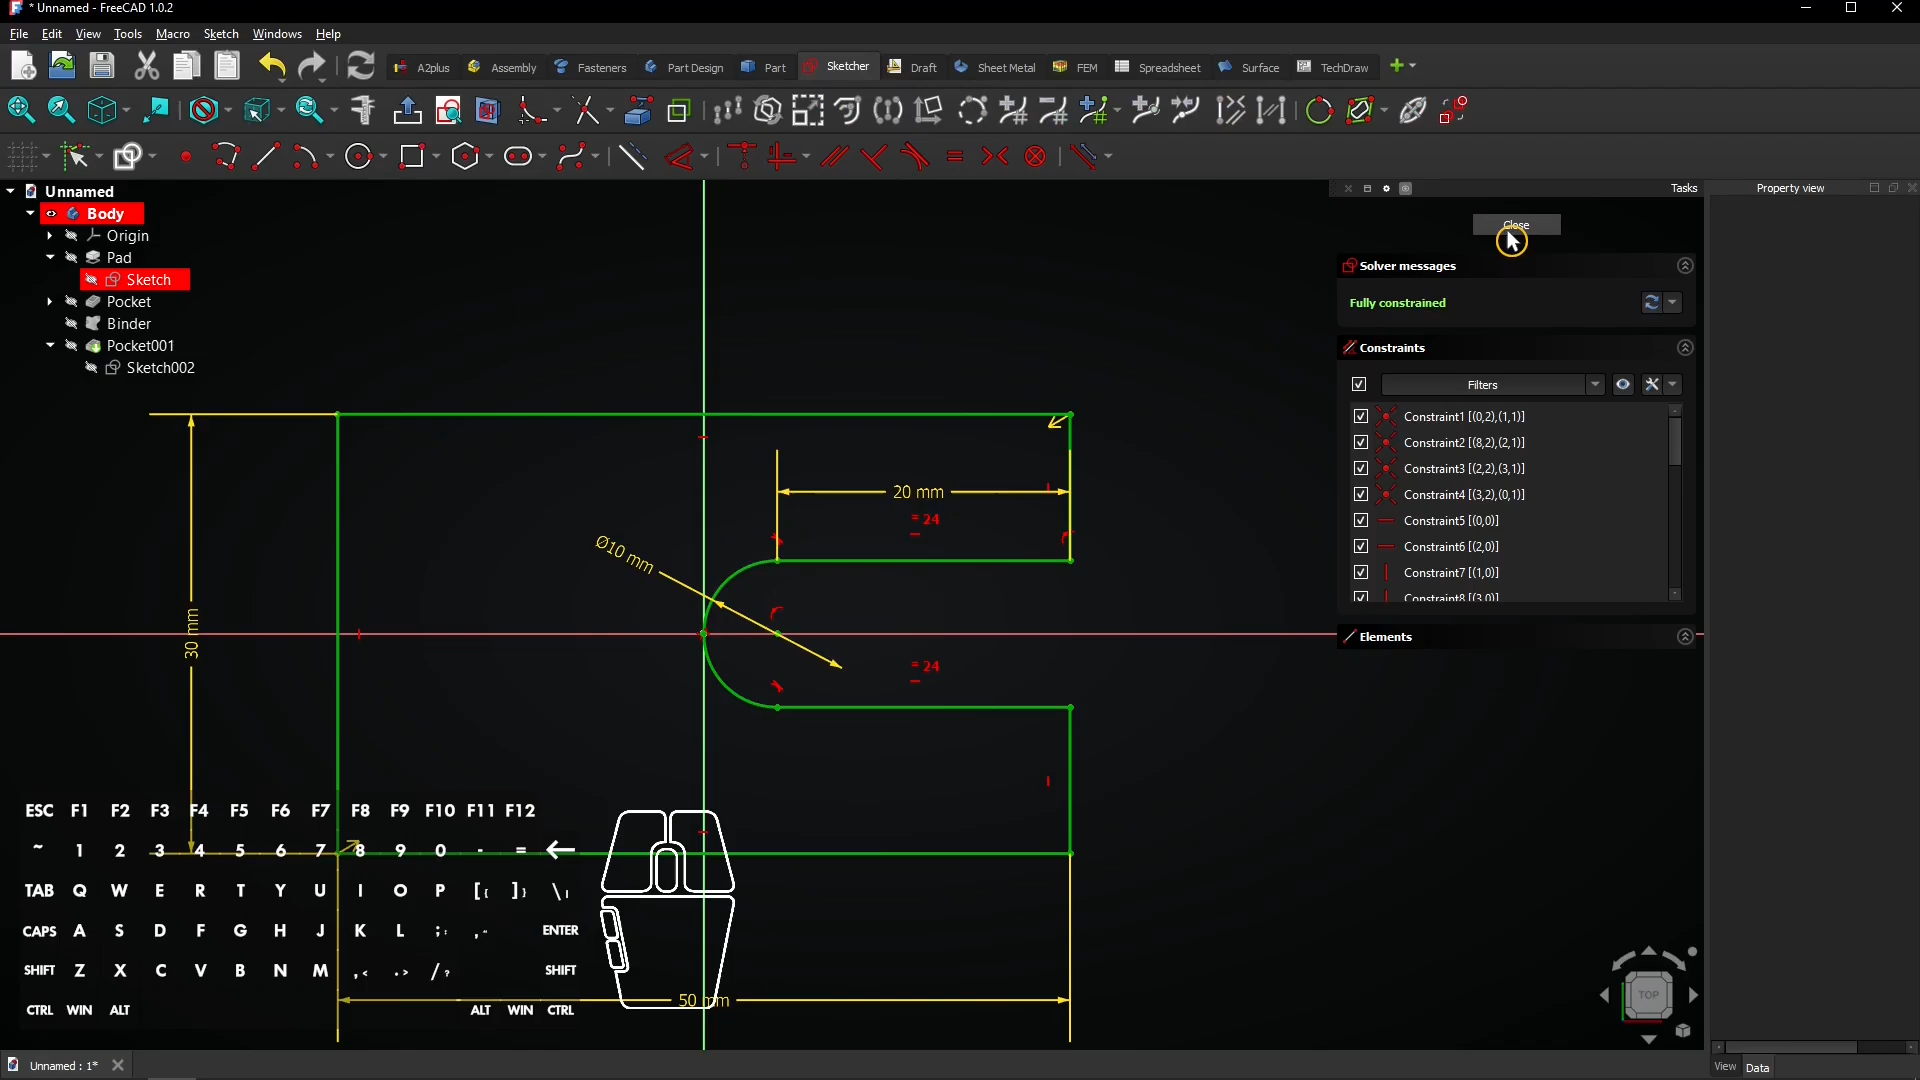 * Unnamed - FreeCAD 1.0.2
File Edit View Tools Macro Sketch Windows Help
A2plus Assembly Fasteners Part Design Part Sketcher Draft Sheet Metal FEM Spreadsheet Surface TechDraw
Unnamed
Body
Origin
Pad
Sketch
Pocket
Binder
Pocket001
Sketch002
Tasks
Property view
Close
Solver messages
Fully constrained
Constraints
Filters
Constraint1 [(0,2),(1,1)]
Constraint2 [(8,2),(2,1)]
Constraint3 [(2,2),(3,1)]
Constraint4 [(3,2),(0,1)]
Constraint5 [(0,0)]
Constraint6 [(2,0)]
Constraint7 [(1,0)]
Constraint8 [(3,0)]
Elements
20 mm
= 24
Ø10 mm
30 mm
= 24
50 mm
ESC F1 F2 F3 F4 F5 F6 F7 F8 F9 F10 F11 F12
~ 1 2 3 4 5 6 7 8 9 0 - = ←
TAB Q W E R T Y U I O P [{ ]} \|
CAPS A S D F G H J K L ;: ," ENTER
SHIFT Z X C V B N M ,< .> /? SHIFT
CTRL WIN ALT ALT WIN CTRL
TOP
Unnamed : 1*
View Data